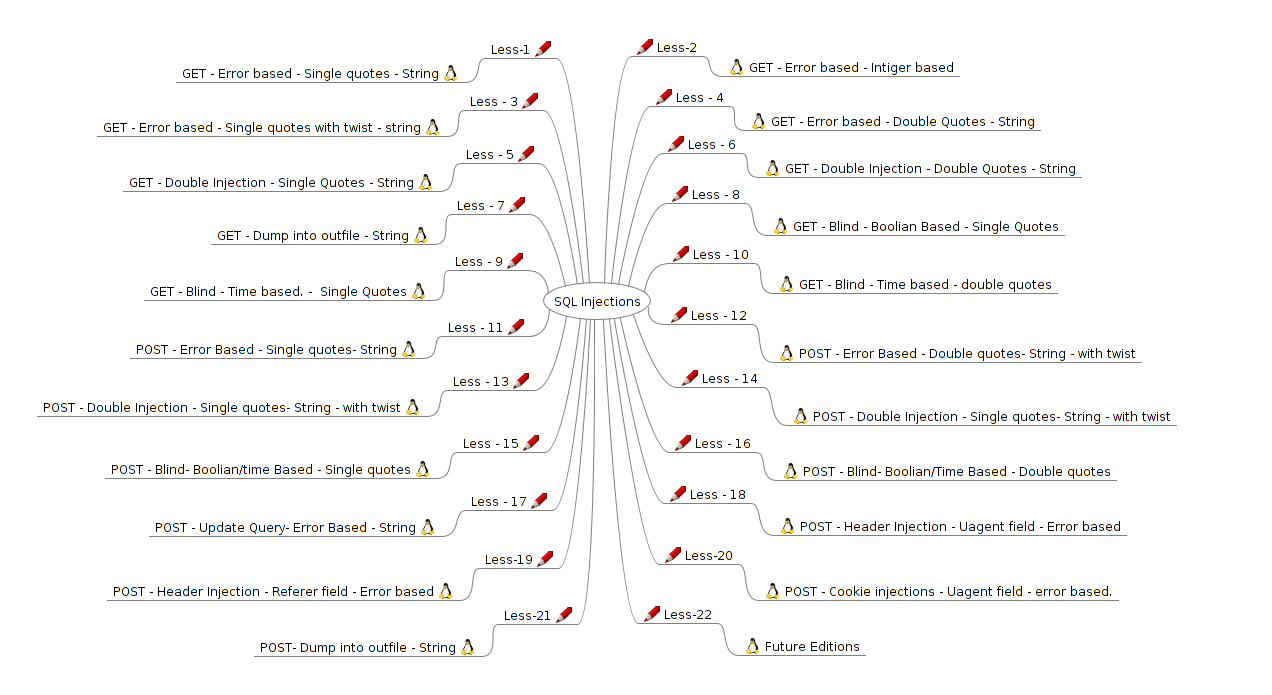 Less-1
GET - Error based - Single quotes - String
Less - 3
GET - Error based - Single quotes with twist - string
Less - 5
GET - Double Injection - Single Quotes - String
Less - 7
GET - Dump into outfile - String
Less - 9
GET - Blind - Time based. -  Single Quotes
Less - 11
POST - Error Based - Single quotes- String
Less - 13
POST - Double Injection - Single quotes- String - with twist
Less - 15
POST - Blind- Boolian/time Based - Single quotes
Less - 17
POST - Update Query- Error Based - String
Less-19
POST - Header Injection - Referer field - Error based
Less-21
POST- Dump into outfile - String
SQL Injections
Less-2
GET - Error based - Intiger based
Less - 4
GET - Error based - Double Quotes - String
Less - 6
GET - Double Injection - Double Quotes - String
Less - 8
GET - Blind - Boolian Based - Single Quotes
Less - 10
GET - Blind - Time based - double quotes
Less - 12
POST - Error Based - Double quotes- String - with twist
Less - 14
POST - Double Injection - Single quotes- String - with twist
Less - 16
POST - Blind- Boolian/Time Based - Double quotes
Less - 18
POST - Header Injection - Uagent field - Error based
Less-20
POST - Cookie injections - Uagent field - error based.
Less-22
Future Editions